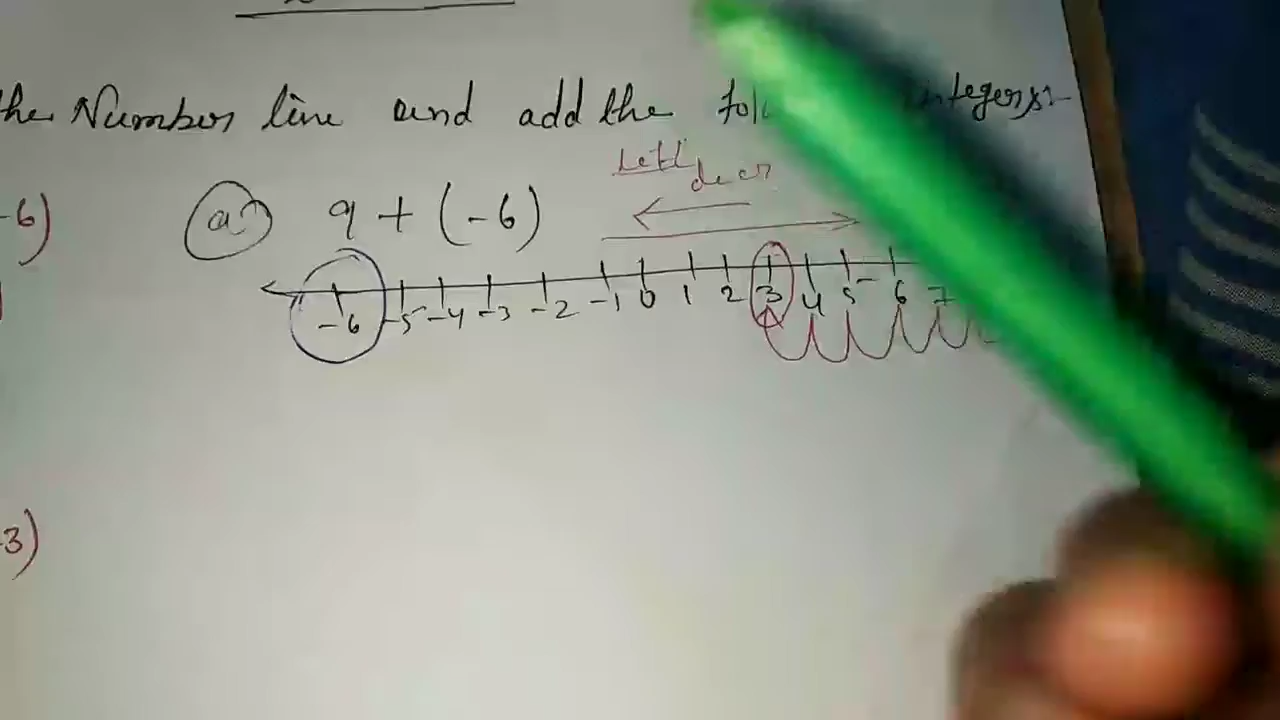 the Number line and add the integers:-
Left
decr
-6) (a) 9 + (-6)
-6 -5 -4 -3 -2 -1 0 1 2 3 4 5 6 7
3)